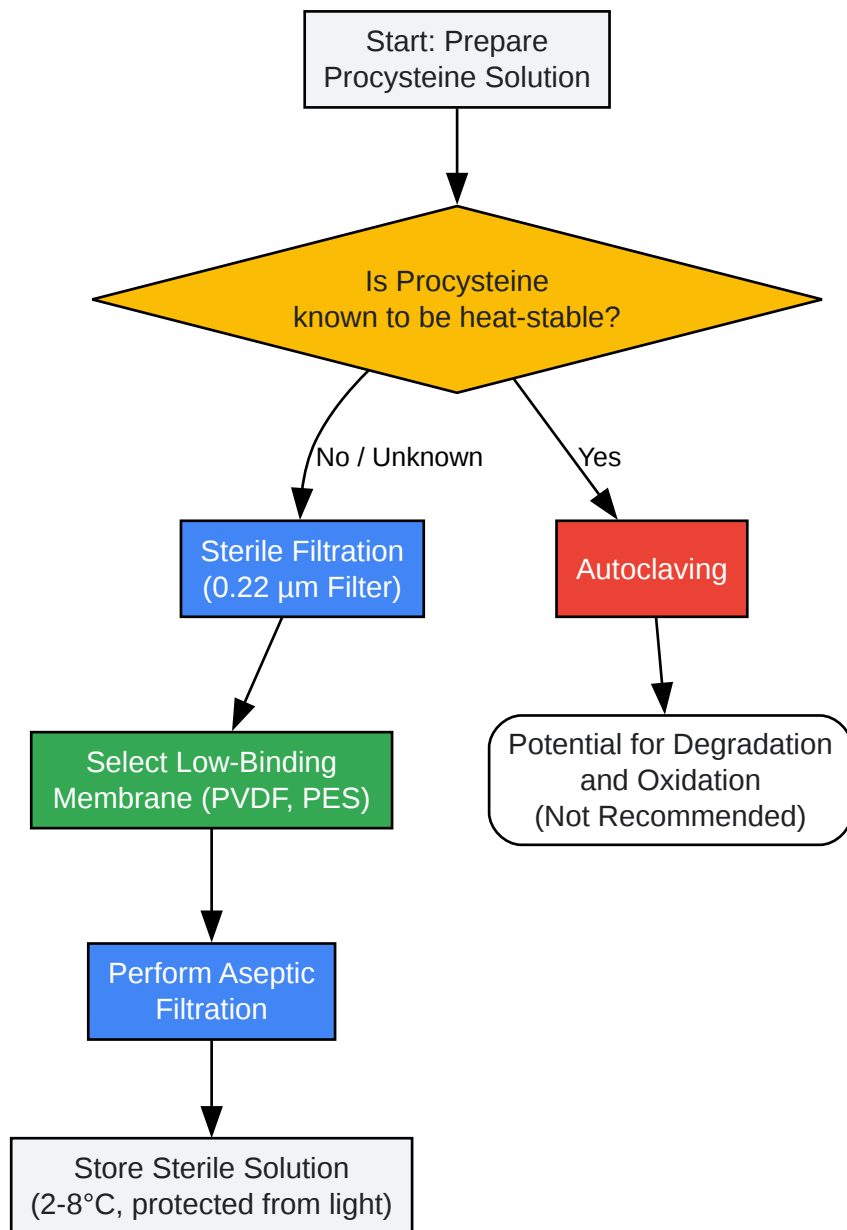 Start: Prepare
Procysteine Solution
Is Procysteine
known to be heat-stable?
No / Unknown
Yes
Sterile Filtration
(0.22 µm Filter)
Autoclaving
Select Low-Binding
Membrane (PVDF, PES)
Potential for Degradation
and Oxidation
(Not Recommended)
Perform Aseptic
Filtration
Store Sterile Solution
(2-8°C, protected from light)